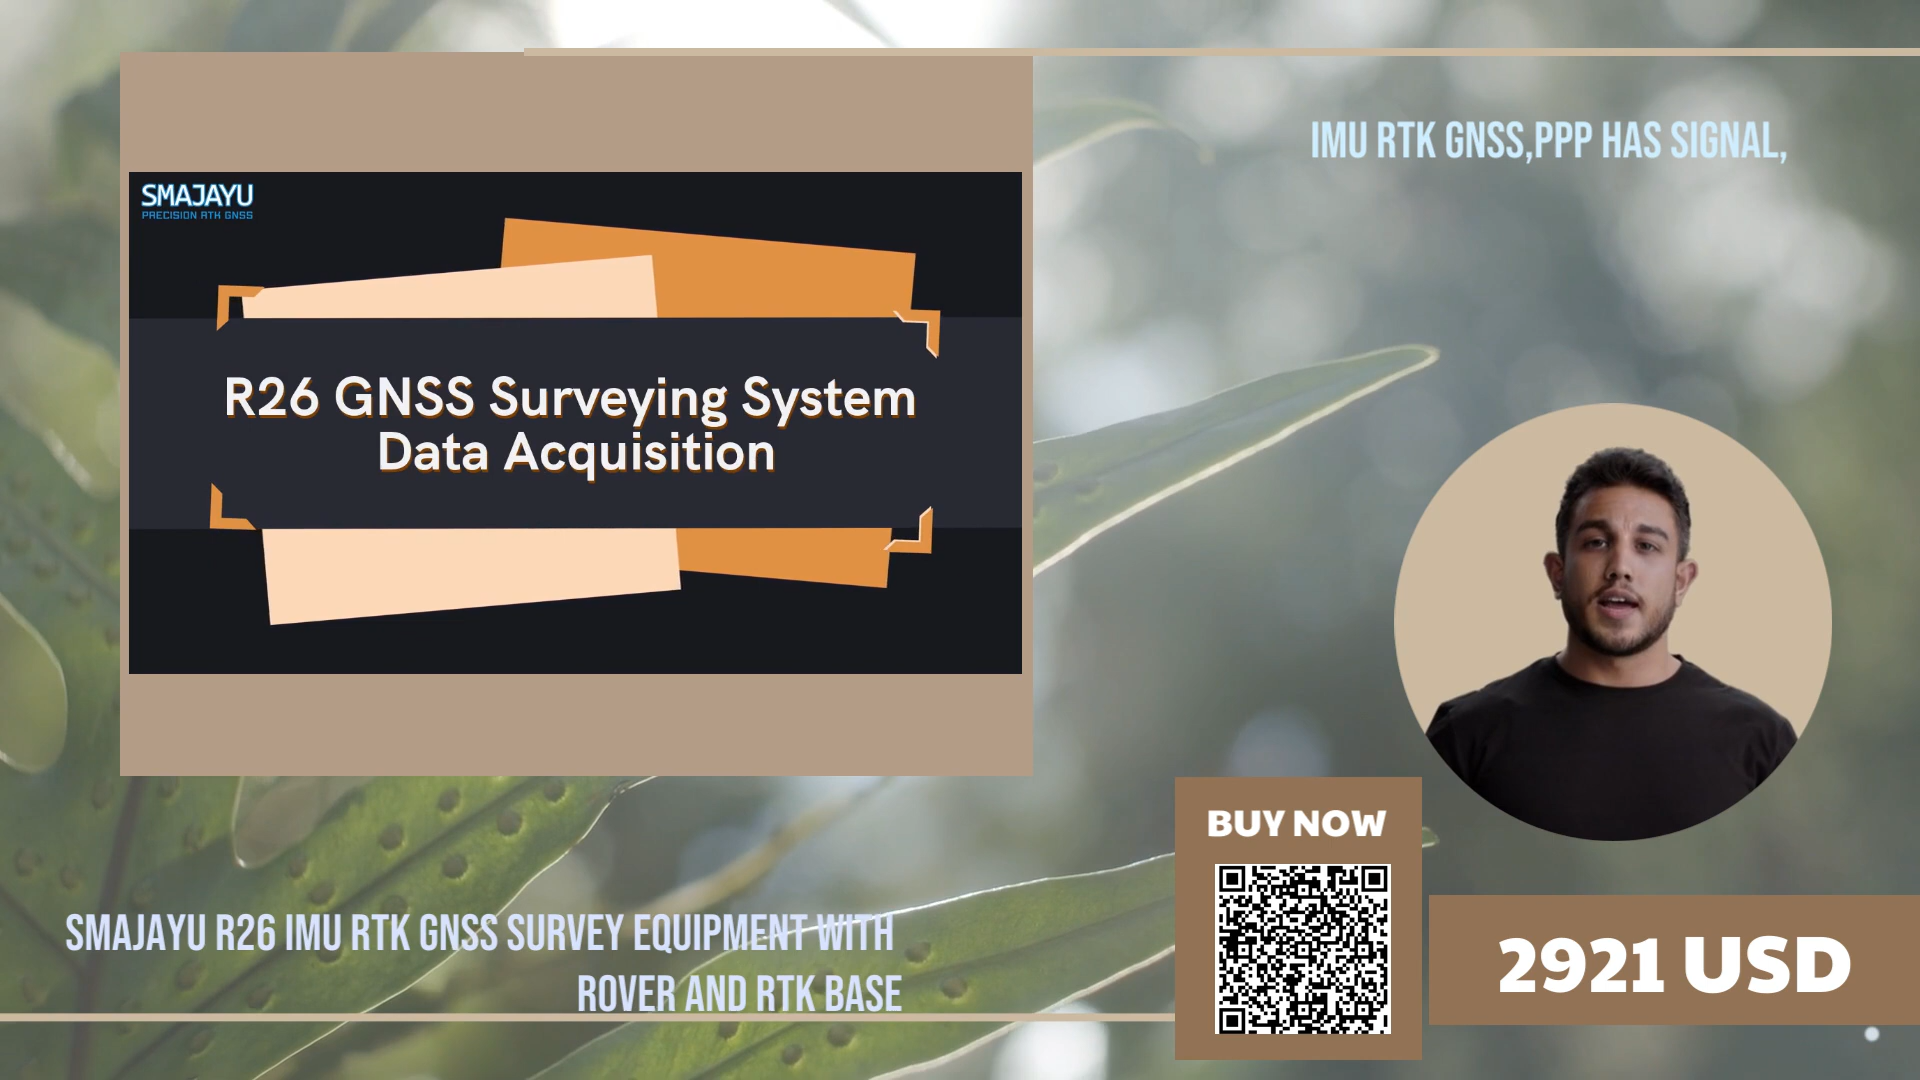 IMU RTK GNSS,PPP HAS SIGNAL,
SMAJAYU
PRECISION RTK GNSS
R26 GNSS Surveying System
Data Acquisition
BUY NOW
SMAJAYU R26 IMU RTK GNSS SURVEY EQUIPMENT WITH
ROVER AND RTK BASE
2921 USD